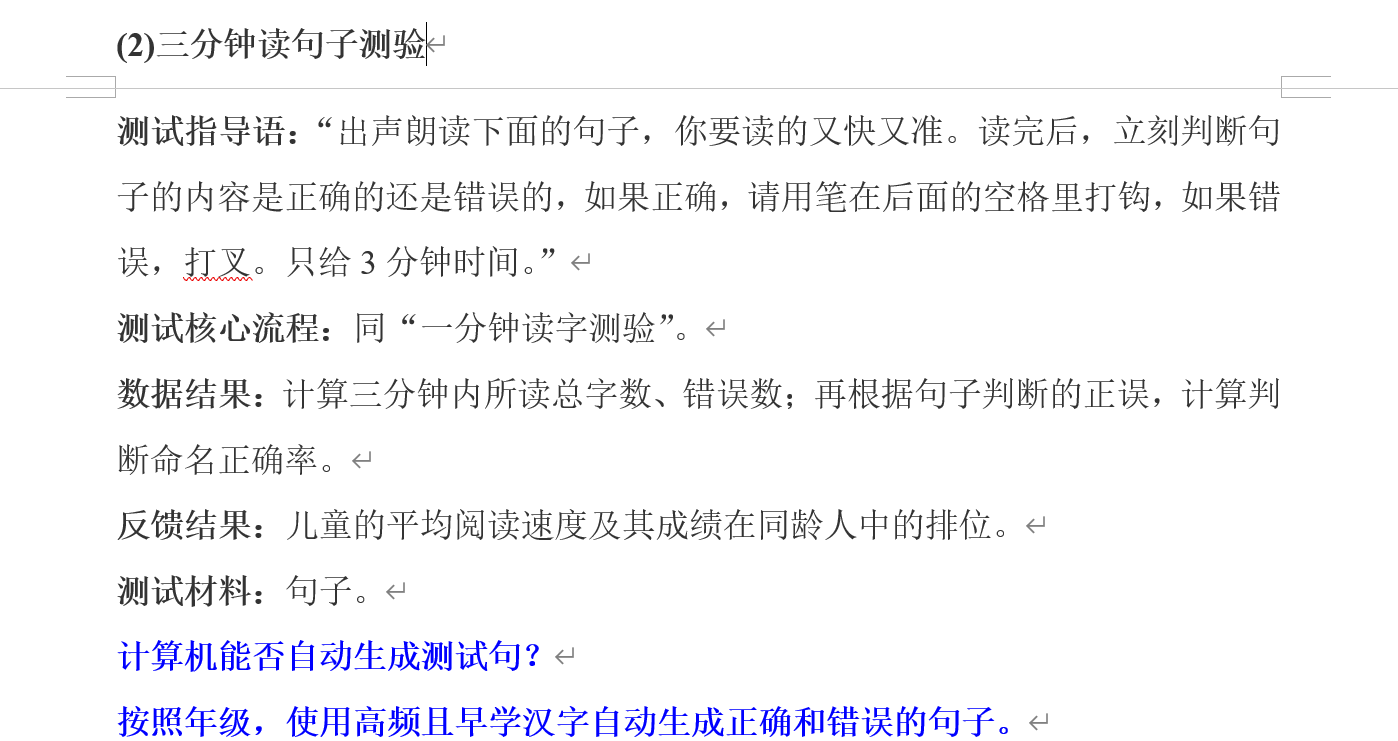 (2)三分钟读句子测验
测试指导语：“出声朗读下面的句子，你要读的又快又准。读完后，立刻判断句
子的内容是正确的还是错误的，如果正确，请用笔在后面的空格里打钩，如果错
误，打叉。只给 3 分钟时间。”
测试核心流程：同“一分钟读字测验”。
数据结果：计算三分钟内所读总字数、错误数；再根据句子判断的正误，计算判
断命名正确率。
反馈结果：儿童的平均阅读速度及其成绩在同龄人中的排位。
测试材料：句子。
计算机能否自动生成测试句？
按照年级，使用高频且早学汉字自动生成正确和错误的句子。